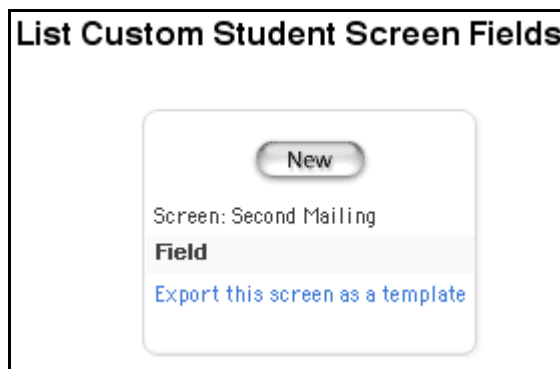 List Custom Student Screen Fields
New
Screen: Second Mailing
Field
Export this screen as a template